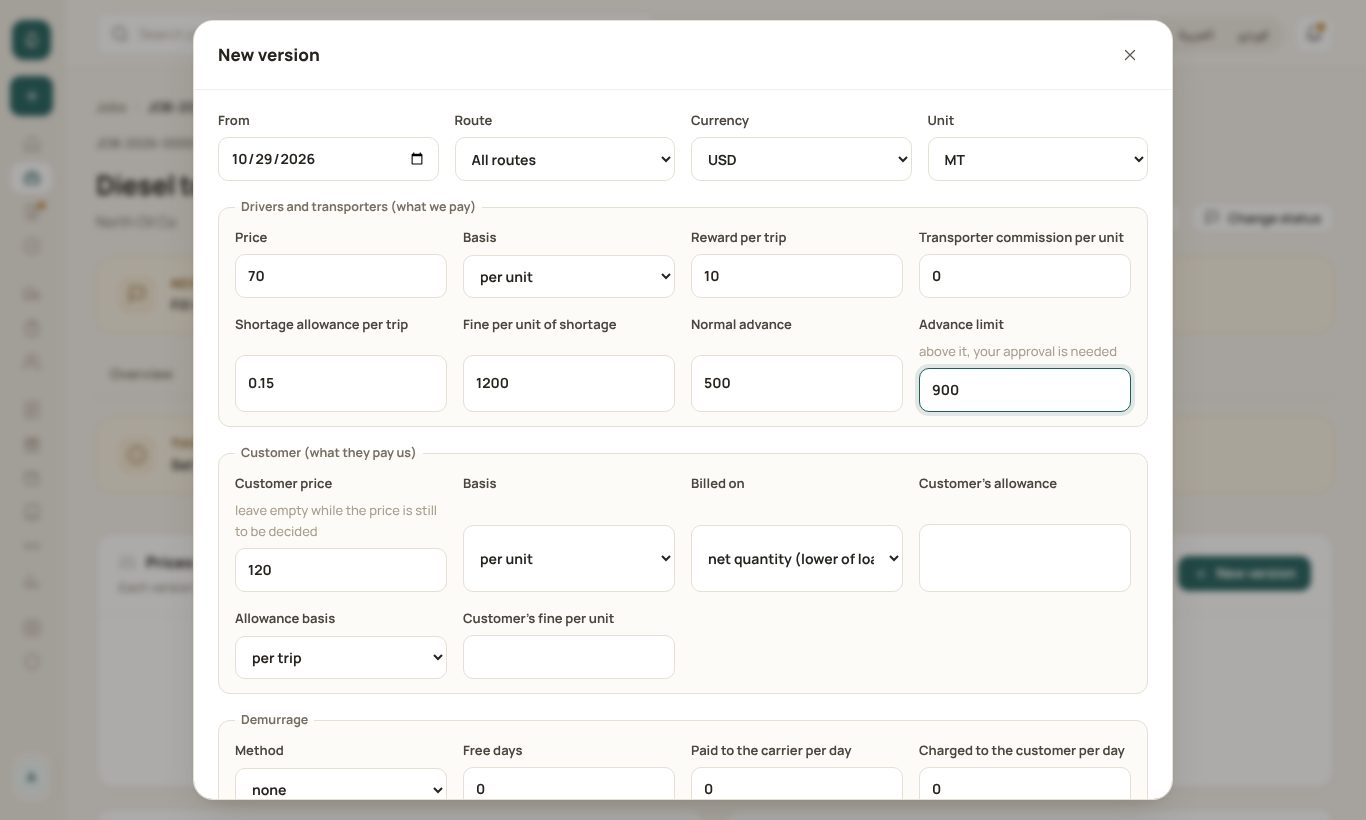 New version
From
Route
Currency
Unit
10/29/2026
All routes
USD
MT
Drivers and transporters (what we pay)
Price
Basis
Reward per trip
Transporter commission per unit
70
per unit
10
0
Shortage allowance per trip
Fine per unit of shortage
Normal advance
Advance limit
above it, your approval is needed
0.15
1200
500
900
Customer (what they pay us)
Customer price
Basis
Billed on
Customer's allowance
leave empty while the price is still
to be decided
120
per unit
net quantity (lower of loa
Allowance basis
Customer's fine per unit
per trip
Demurrage
Method
Free days
Paid to the carrier per day
Charged to the customer per day
none
0
0
0
Change status
Overview
New version